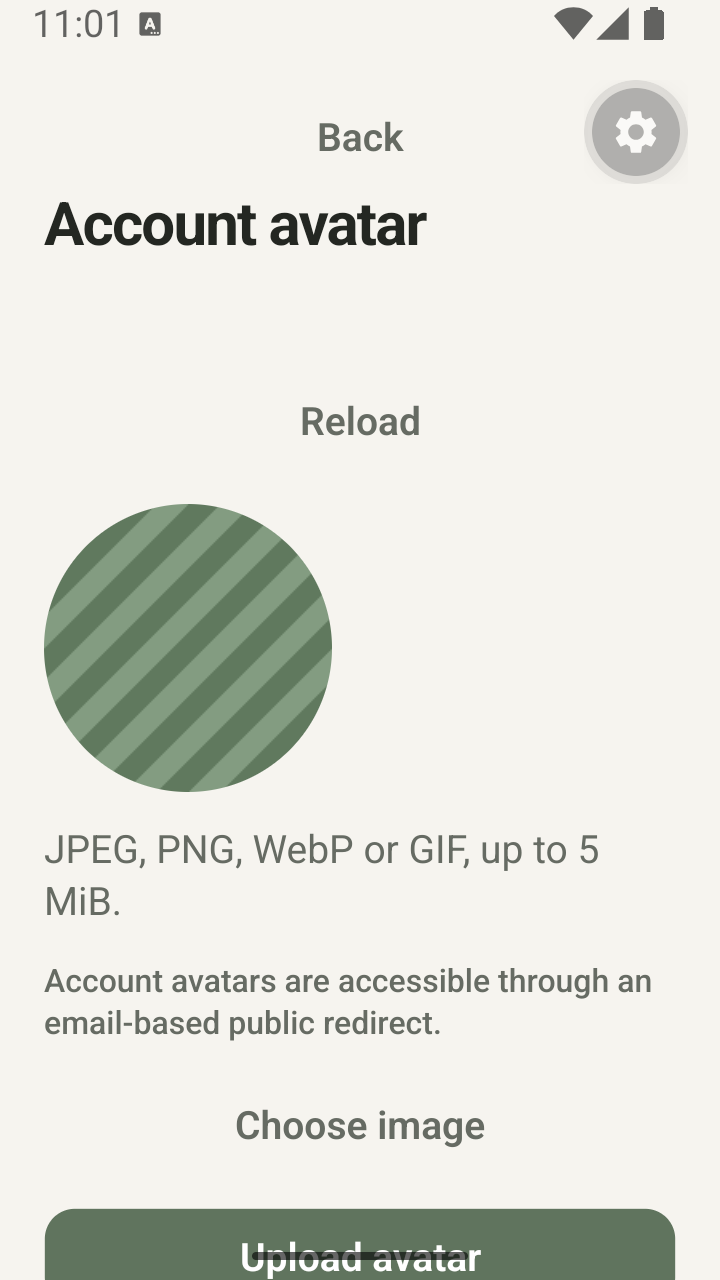 11:01
Back
Account avatar
Reload
JPEG, PNG, WebP or GIF, up to 5
MiB.
Account avatars are accessible through an
email-based public redirect.
Choose image
Upload avatar